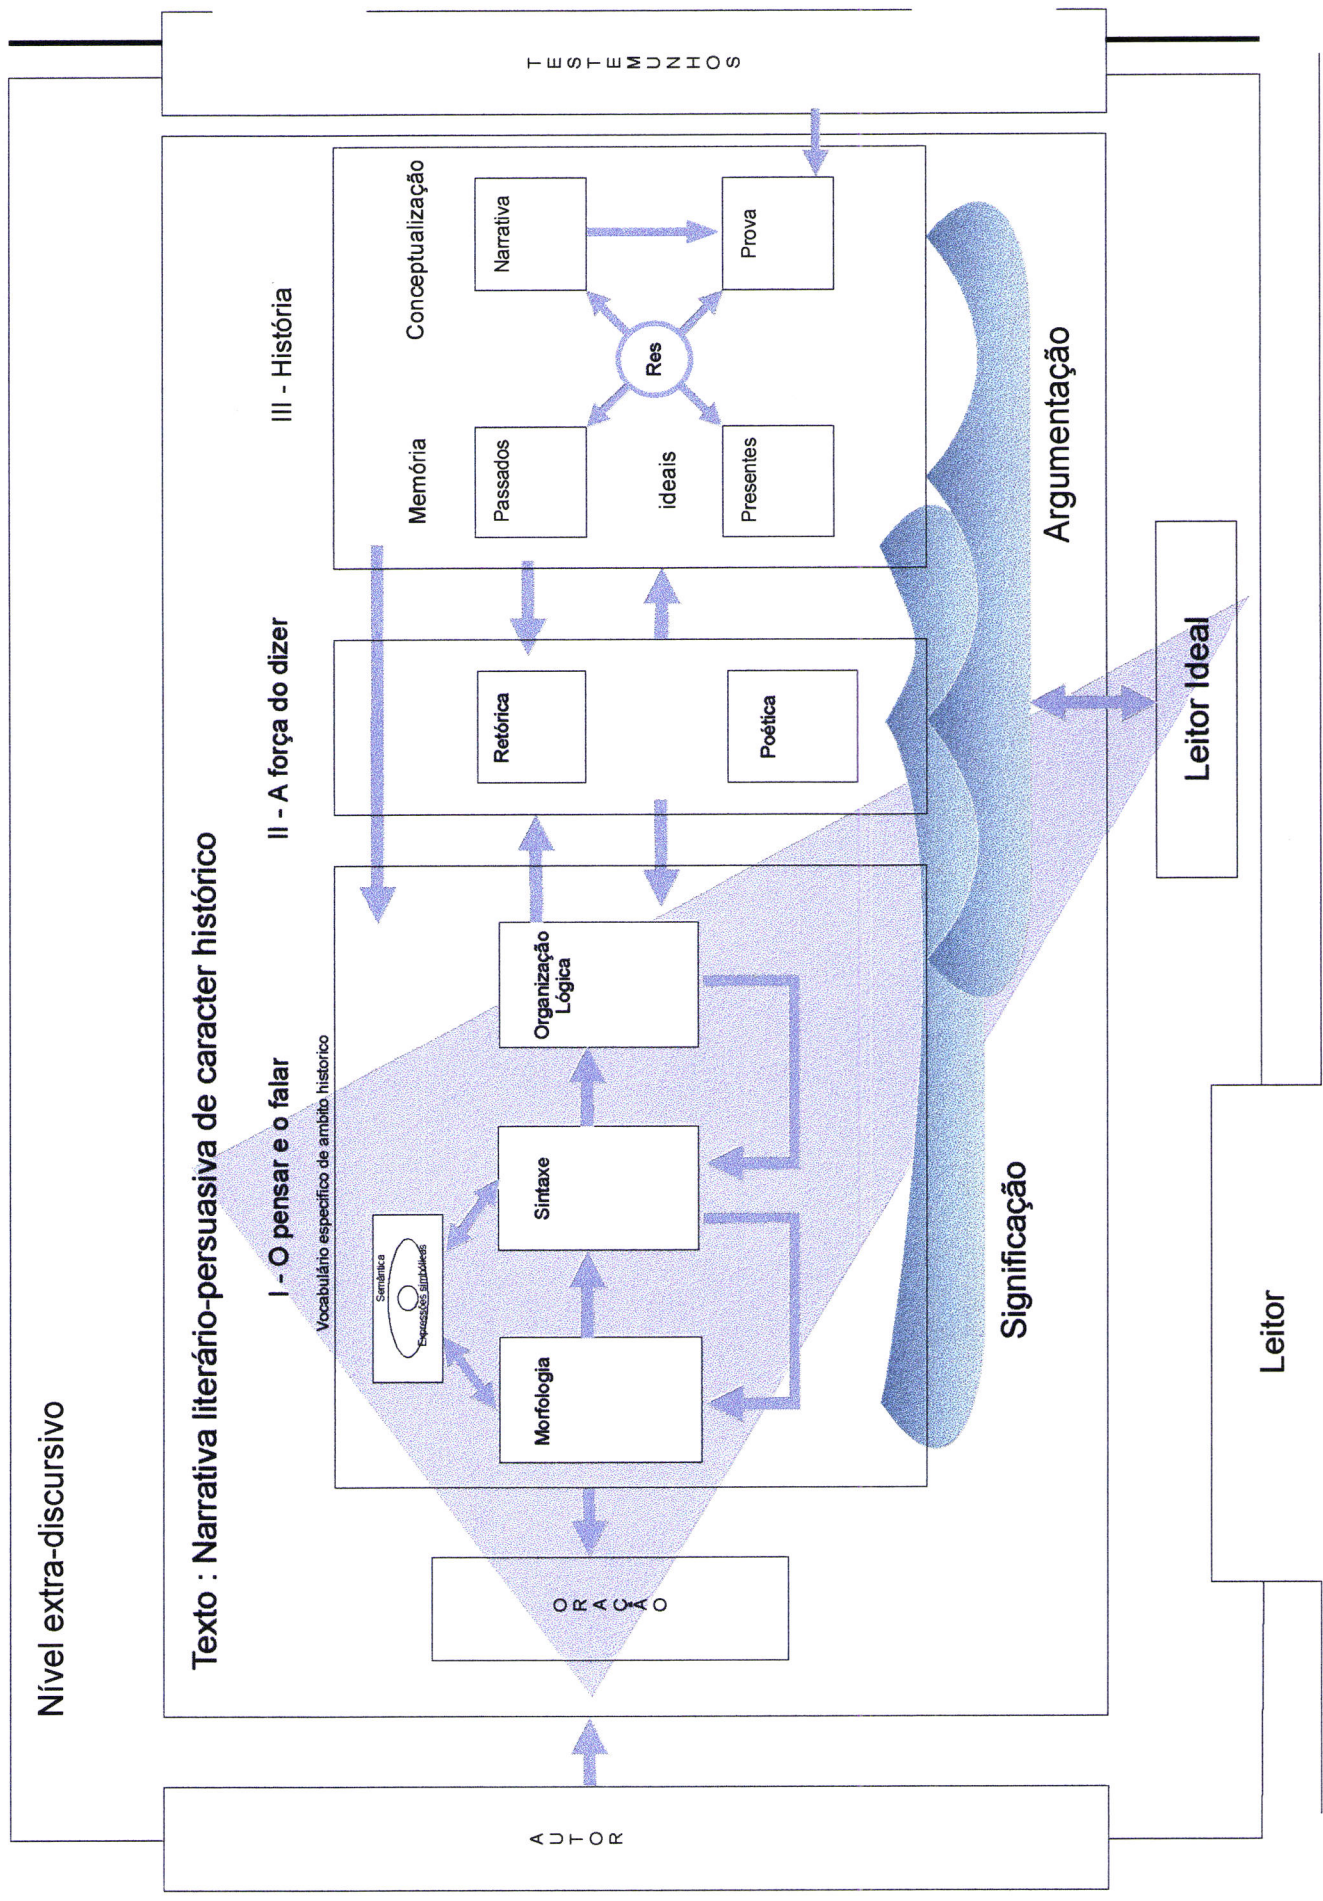 Nível extra-discursivo
Texto : Narrativa literário-persuasiva de caracter histórico
I - O pensar e o falar
II - A força do dizer
III - História
Vocabulário especifico de ambito historico
AUTOR
ORAÇÃO
Semântica
Expressões simbólicas
Morfologia
Sintaxe
Organização
Lógica
Retórica
Poética
Memória
Conceptualização
Passados
Narrativa
Res
ideais
Presentes
Prova
TESTEMUNHOS
Significação
Argumentação
Leitor Ideal
Leitor